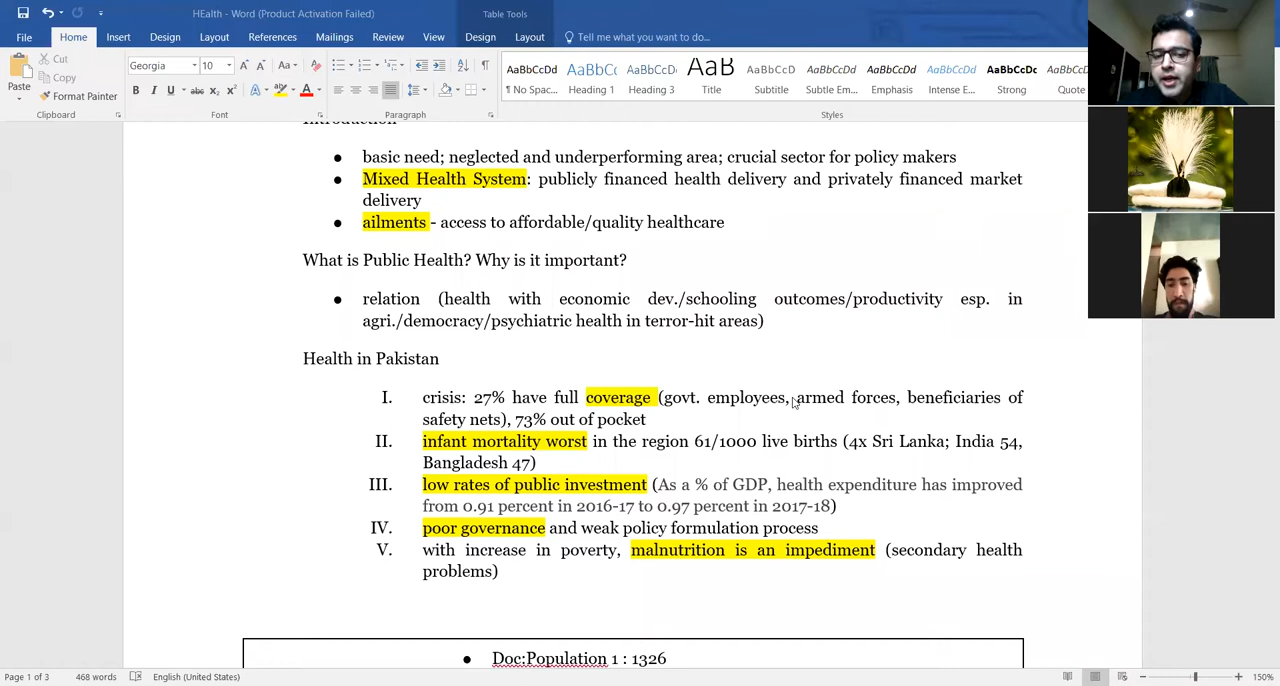 HEalth - Word (Product Activation Failed)
Table Tools
File Home Insert Design Layout References Mailings Review View Design Layout Tell me what you want to do...
Paste
Cut
Copy
Format Painter
Clipboard
Georgia 10
Font
Paragraph
AaBbCcDd AaBbC AaBbCcD AaB AaBbCcD AaBbCcDd AaBbCcDd AaBbCcDd AaBbCcDc AaBbCcD
¶ No Spac... Heading 1 Heading 3 Title Subtitle Subtle Em... Emphasis Intense E... Strong Quote
Styles
Introduction
● basic need; neglected and underperforming area; crucial sector for policy makers
● Mixed Health System: publicly financed health delivery and privately financed market
delivery
● ailments - access to affordable/quality healthcare
What is Public Health? Why is it important?
● relation (health with economic dev./schooling outcomes/productivity esp. in
agri./democracy/psychiatric health in terror-hit areas)
Health in Pakistan
I. crisis: 27% have full coverage (govt. employees, armed forces, beneficiaries of
safety nets), 73% out of pocket
II. infant mortality worst in the region 61/1000 live births (4x Sri Lanka; India 54,
Bangladesh 47)
III. low rates of public investment (As a % of GDP, health expenditure has improved
from 0.91 percent in 2016-17 to 0.97 percent in 2017-18)
IV. poor governance and weak policy formulation process
V. with increase in poverty, malnutrition is an impediment (secondary health
problems)
● Doc:Population 1 : 1326
Page 1 of 3 468 words English (United States) 150%